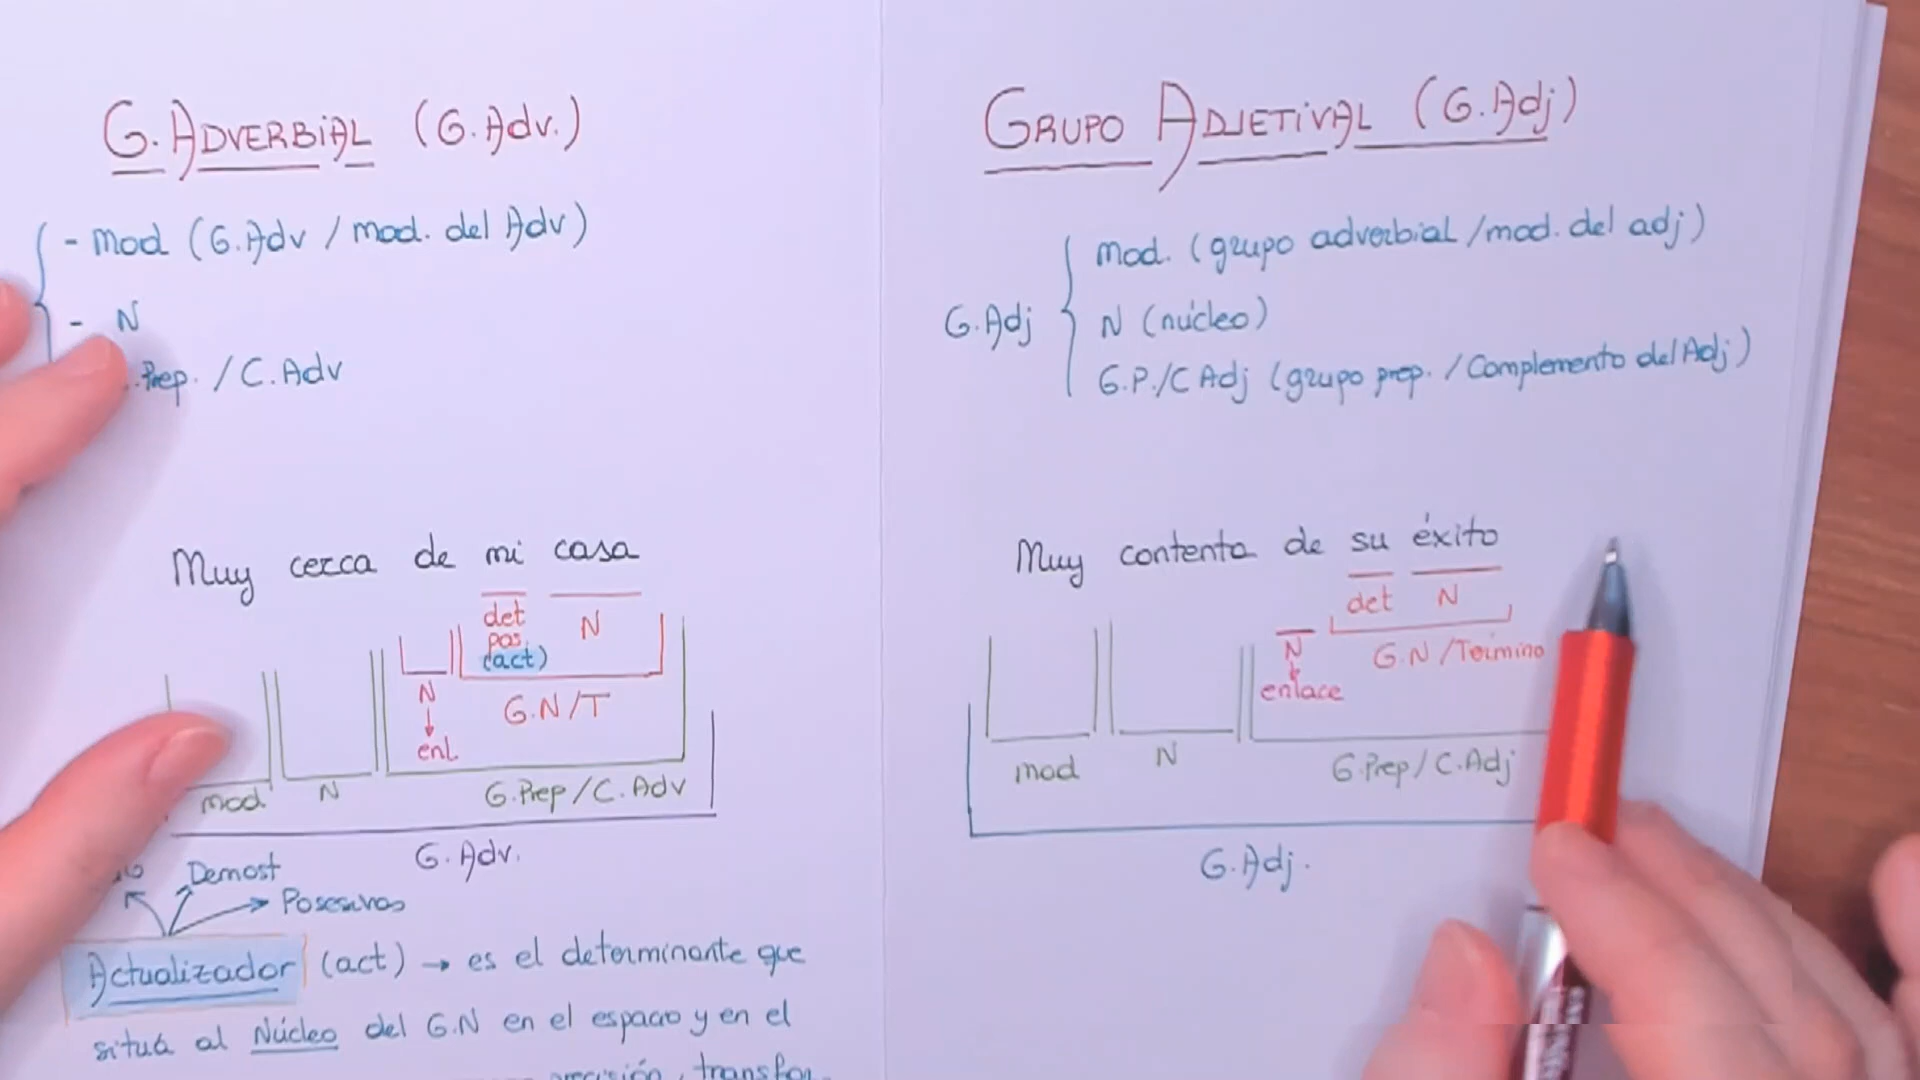 G. ADVERBIAL (G. Adv.)
- mod (G. Adv / mod. del Adv)
- N
Prep. / C. Adv
Muy cerca de mi casa
det N
pos
(act)
N G.N/T
enl.
mod N G.Prep/C.Adv
G. Adv.
Demost
Posesivos
Actualizador (act) → es el determinante que
situá al Núcleo del G.N en el espacio y en el
precisión, transfor
GRUPO ADJETIVAL (G. Adj)
mod. (grupo adverbial / mod. del adj)
G. Adj N (núcleo)
G.P./C Adj (grupo prep. / Complemento del Adj)
Muy contenta de su éxito
det N
N G.N / Término
enlace
mod N G.Prep/C.Adj
G. Adj.